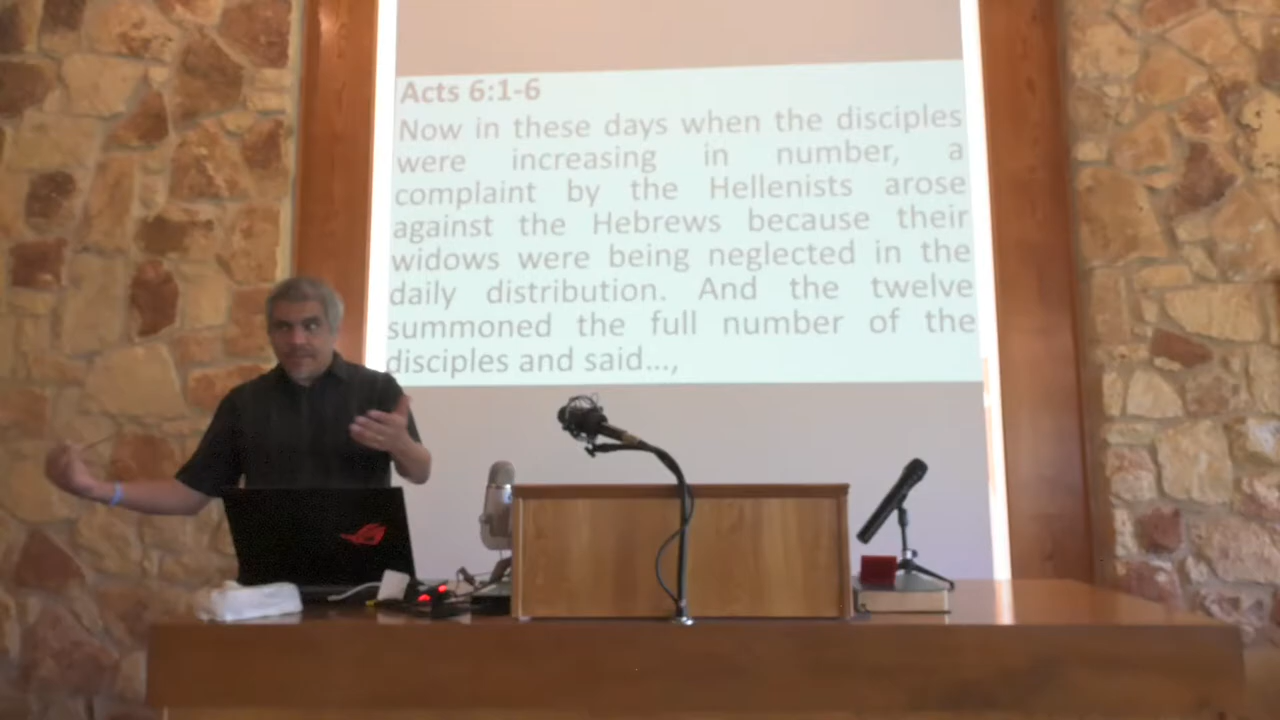 Acts 6:1-6
Now in these days when the disciples
were increasing in number, a
complaint by the Hellenists arose
against the Hebrews because their
widows were being neglected in the
daily distribution. And the twelve
summoned the full number of the
disciples and said...,